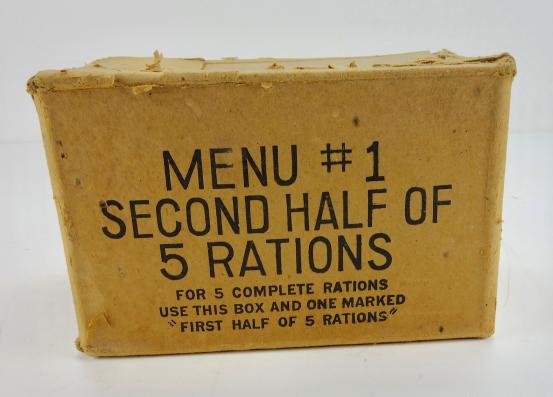 MENU #1
SECOND HALF OF
5 RATIONS
FOR 5 COMPLETE RATIONS
USE THIS BOX AND ONE MARKED
"FIRST HALF OF 5 RATIONS"